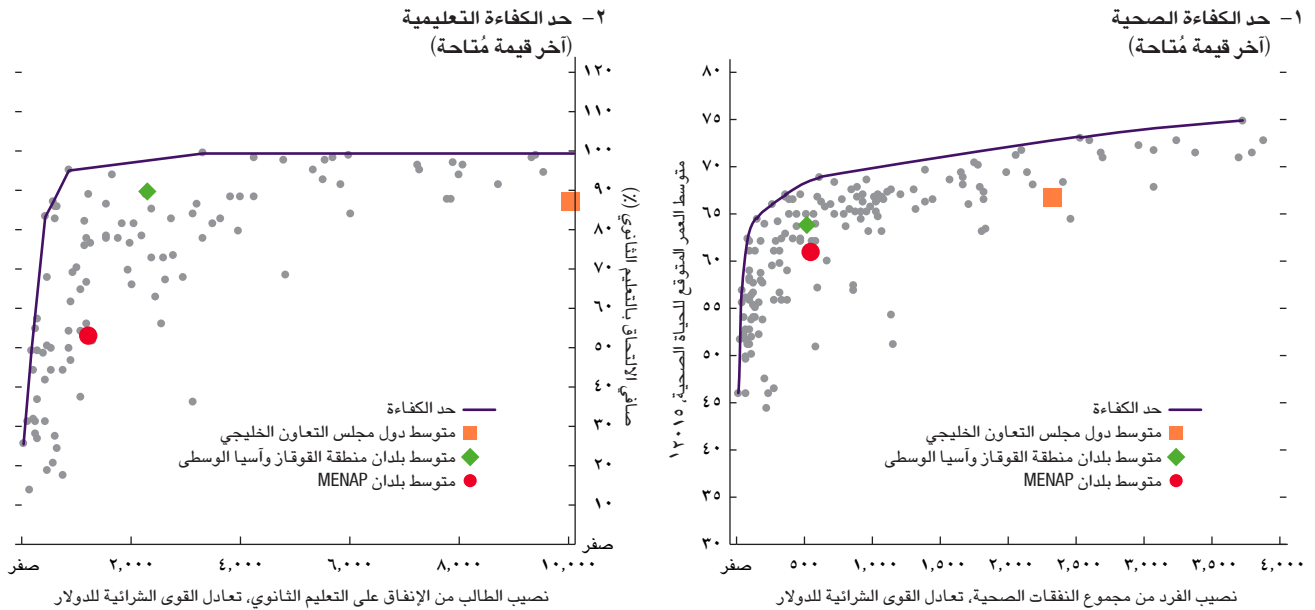 ١- حد الكفاءة الصحية
(آخر قيمة مُتاحة)
٨٠
٧٥
٧٠
٦٥
٦٠
٥٥
٥٠
٤٥
٤٠
٣٥
٣٠
متوسط العمر المتوقع للحياة الصحية، ٢٠١٥ ١
حد الكفاءة
متوسط دول مجلس التعاون الخليجي
متوسط بلدان منطقة القوقاز وآسيا الوسطى
متوسط بلدان MENAP
صفر ٥٠٠ ١,٠٠٠ ١,٥٠٠ ٢,٠٠٠ ٢,٥٠٠ ٣,٠٠٠ ٣,٥٠٠ ٤,٠٠٠
نصيب الفرد من مجموع النفقات الصحية، تعادل القوى الشرائية للدولار
٢- حد الكفاءة التعليمية
(آخر قيمة مُتاحة)
١٢٠
١١٠
١٠٠
٩٠
٨٠
٧٠
٦٠
٥٠
٤٠
٣٠
٢٠
١٠
صفر
صافي الالتحاق بالتعليم الثانوي (٪)
حد الكفاءة
متوسط دول مجلس التعاون الخليجي
متوسط بلدان منطقة القوقاز وآسيا الوسطى
متوسط بلدان MENAP
صفر ٢,٠٠٠ ٤,٠٠٠ ٦,٠٠٠ ٨,٠٠٠ ١٠,٠٠٠
نصيب الطالب من الإنفاق على التعليم الثانوي، تعادل القوى الشرائية للدولار